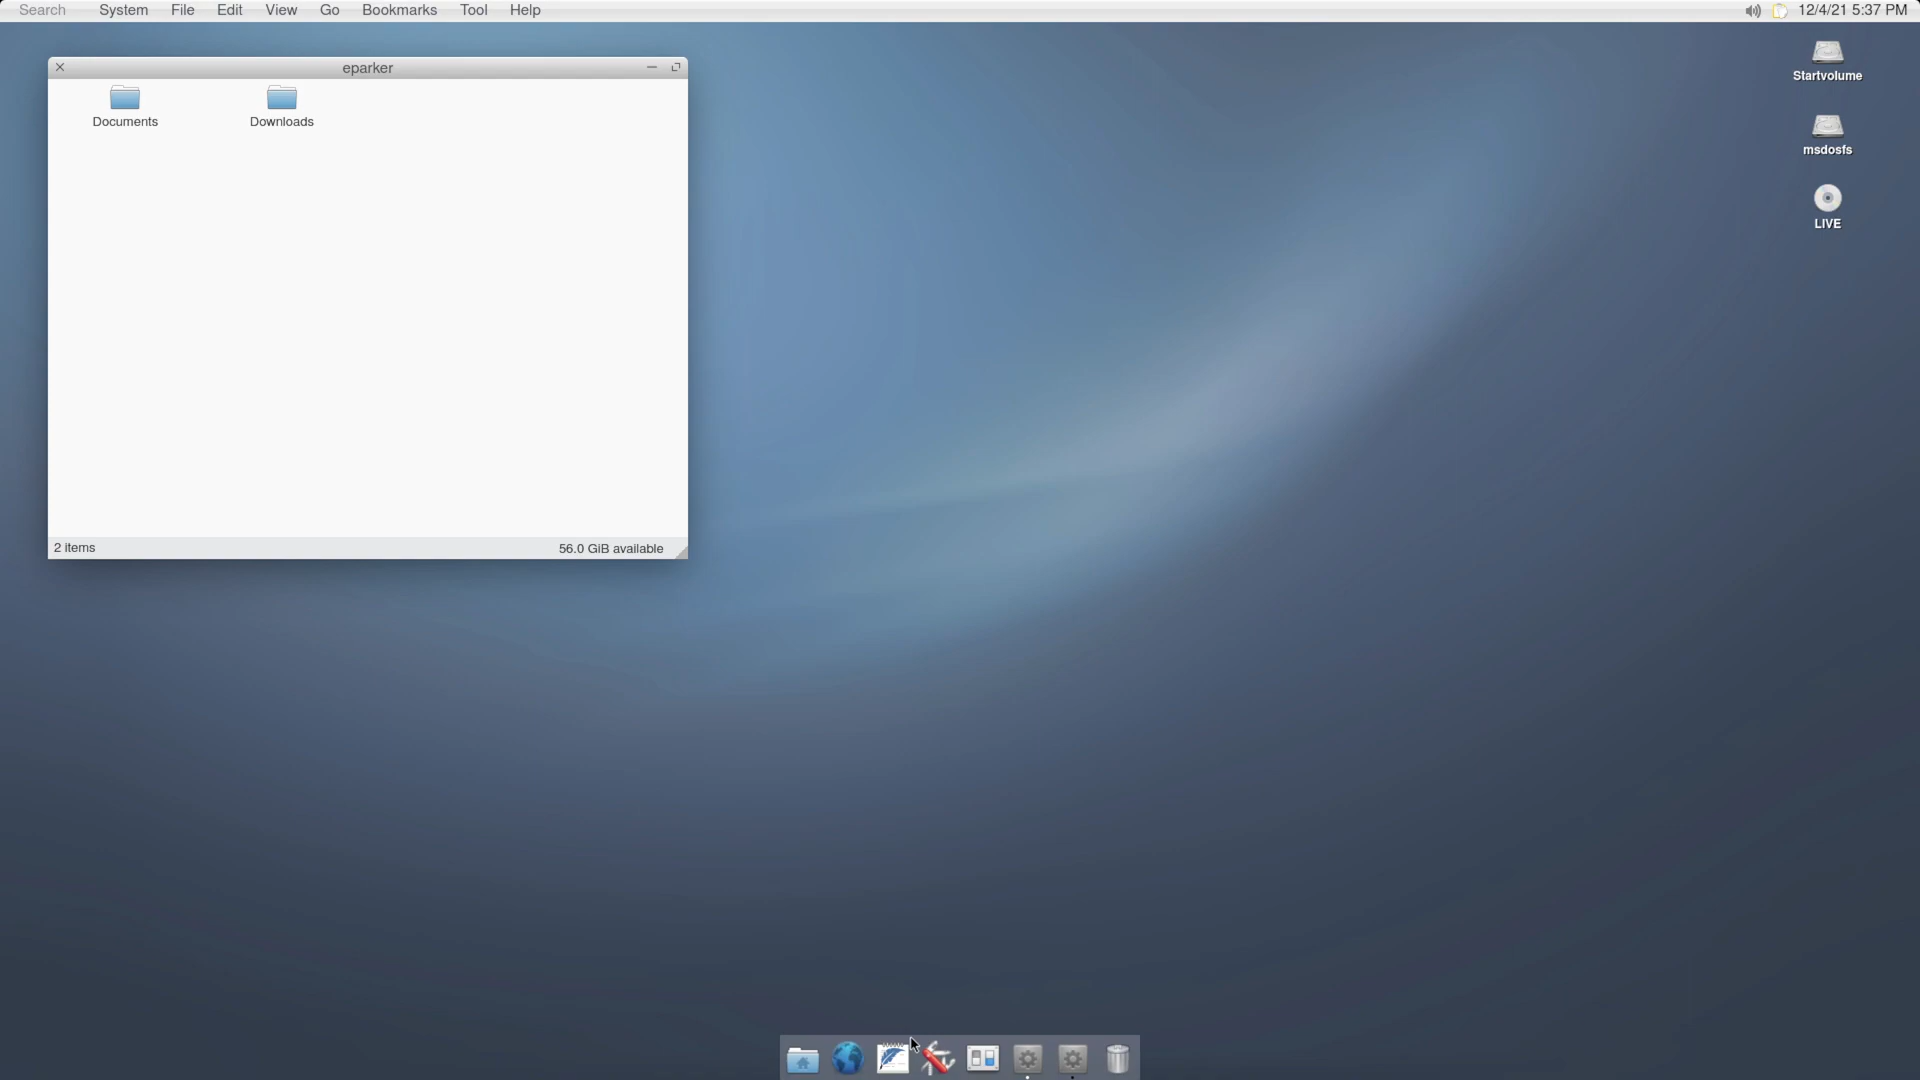 Search System File Edit View Go Bookmarks Tool Help 12/4/21 5:37 PM
eparker
Documents Downloads
2 items 56.0 GiB available
Startvolume
msdosfs
LIVE